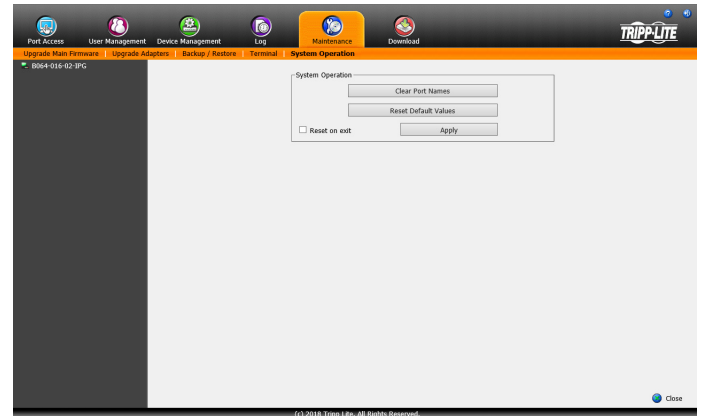 TRIPP·LITE
Port Access User Management Device Management Log Maintenance Download
Upgrade Main Firmware Upgrade Adapters Backup / Restore Terminal System Operation
B064-016-02-IPG
System Operation
Clear Port Names
Reset Default Values
Reset on exit Apply
Close
(c) 2018 Tripp Lite. All Rights Reserved.